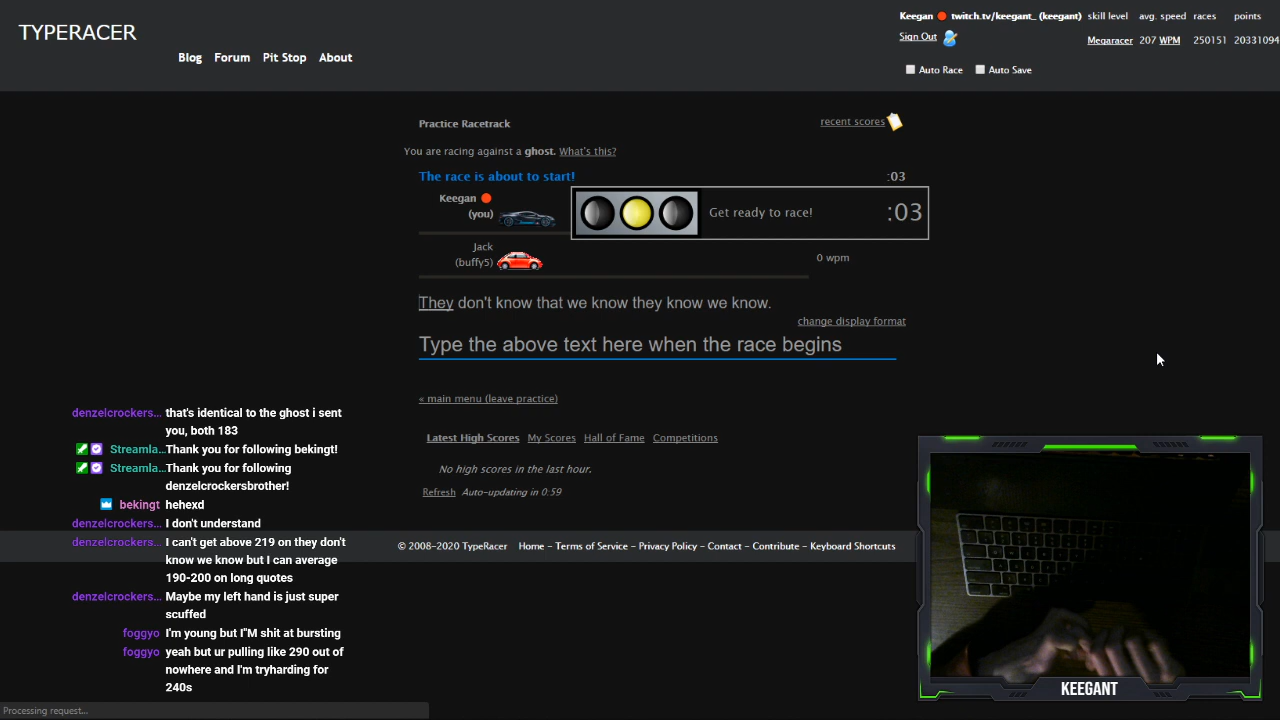 TYPERACER
Blog Forum Pit Stop About
Keegan twitch.tv/keegant_ (keegant) skill level avg. speed races points
Sign Out Megaracer 207 WPM 250151 20331094
Auto Race Auto Save
Practice Racetrack recent scores
You are racing against a ghost. What's this?
The race is about to start! :03
Keegan
(you)
Get ready to race! :03
Jack
(buffy5)
0 wpm
They don't know that we know they know we know.
change display format
Type the above text here when the race begins
« main menu (leave practice)
Latest High Scores My Scores Hall of Fame Competitions
No high scores in the last hour.
Refresh Auto-updating in 0:59
© 2008–2020 TypeRacer Home – Terms of Service – Privacy Policy – Contact – Contribute – Keyboard Shortcuts
denzelcrockers... that's identical to the ghost i sent
you, both 183
Streamla... Thank you for following bekingt!
Streamla... Thank you for following
denzelcrockersbrother!
bekingt hehexd
denzelcrockers... I don't understand
denzelcrockers... I can't get above 219 on they don't
know we know but I can average
190-200 on long quotes
denzelcrockers... Maybe my left hand is just super
scuffed
foggyo I'm young but I"M shit at bursting
foggyo yeah but ur pulling like 290 out of
nowhere and I'm tryharding for
240s
KEEGANT
Processing request...